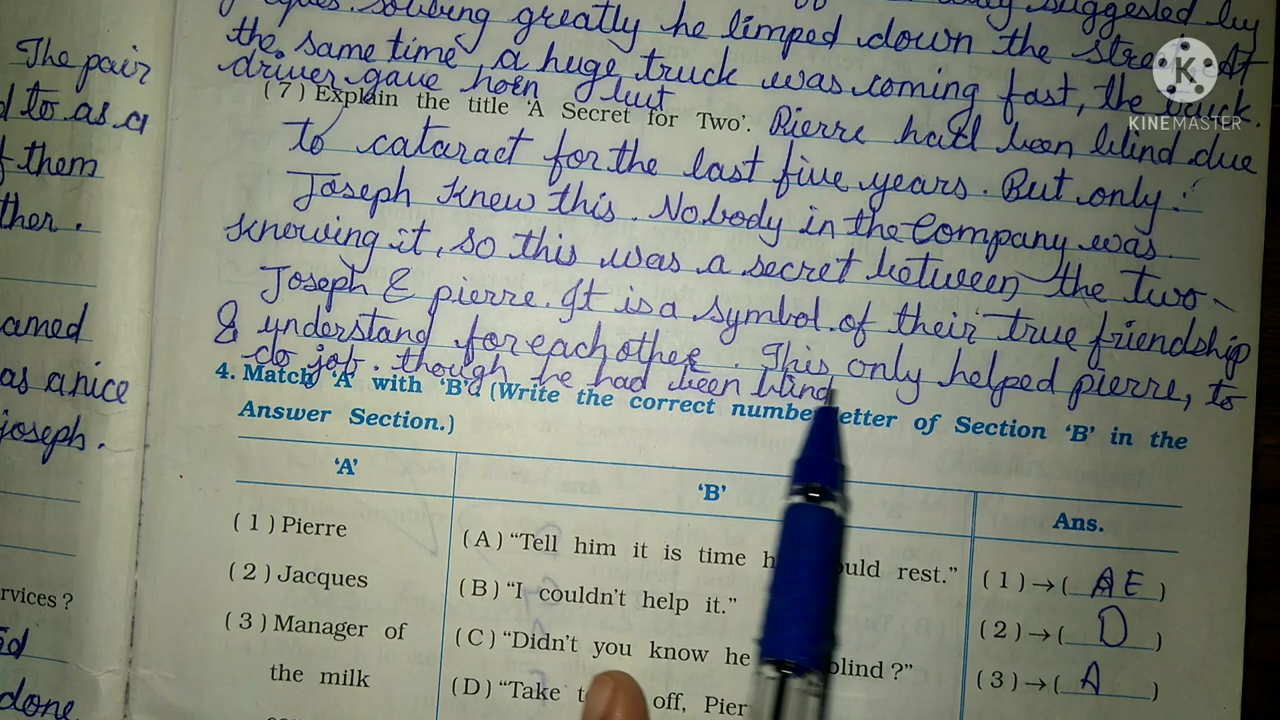 greatly he limped down the street. At
the same time, a huge truck was coming fast, the truck
driver gave horn but
(7) Explain the title 'A Secret for Two'. Pierre had been blind due
to cataract for the last five years. But only
Joseph knew this. Nobody in the Company was
knowing it, so this was a secret between the two
Joseph & pierre. It is a symbol of their true friendship
& understand for each other. This only helped pierre, to
do job. though he had been blind
4. Match 'A' with 'B'. (Write the correct number/letter of Section 'B' in the
Answer Section.)
'A' 'B' Ans.
(1) Pierre (A) "Tell him it is time rest." (1)→( A E )
(2) Jacques (B) "I couldn't help it." (2)→( D )
(3) Manager of (C) "Didn't you know he blind ?" (3)→( A )
the milk (D) "Take off,
The pair
d to as a
f them
ther.
amed
as a nice
joseph.
rvices ?
done
KINEMASTER
K